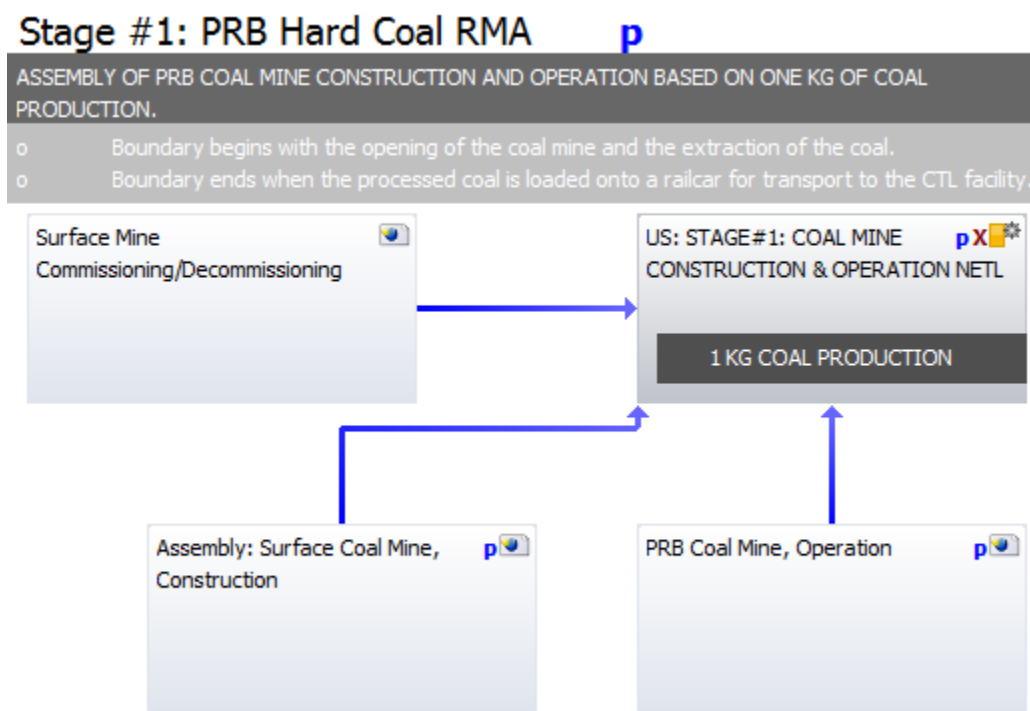 Stage #1: PRB Hard Coal RMA p
ASSEMBLY OF PRB COAL MINE CONSTRUCTION AND OPERATION BASED ON ONE KG OF COAL
PRODUCTION.
o Boundary begins with the opening of the coal mine and the extraction of the coal.
o Boundary ends when the processed coal is loaded onto a railcar for transport to the CTL facility.
Surface Mine
Commissioning/Decommissioning
US: STAGE#1: COAL MINE pX
CONSTRUCTION & OPERATION NETL
1 KG COAL PRODUCTION
Assembly: Surface Coal Mine, p
Construction
PRB Coal Mine, Operation p